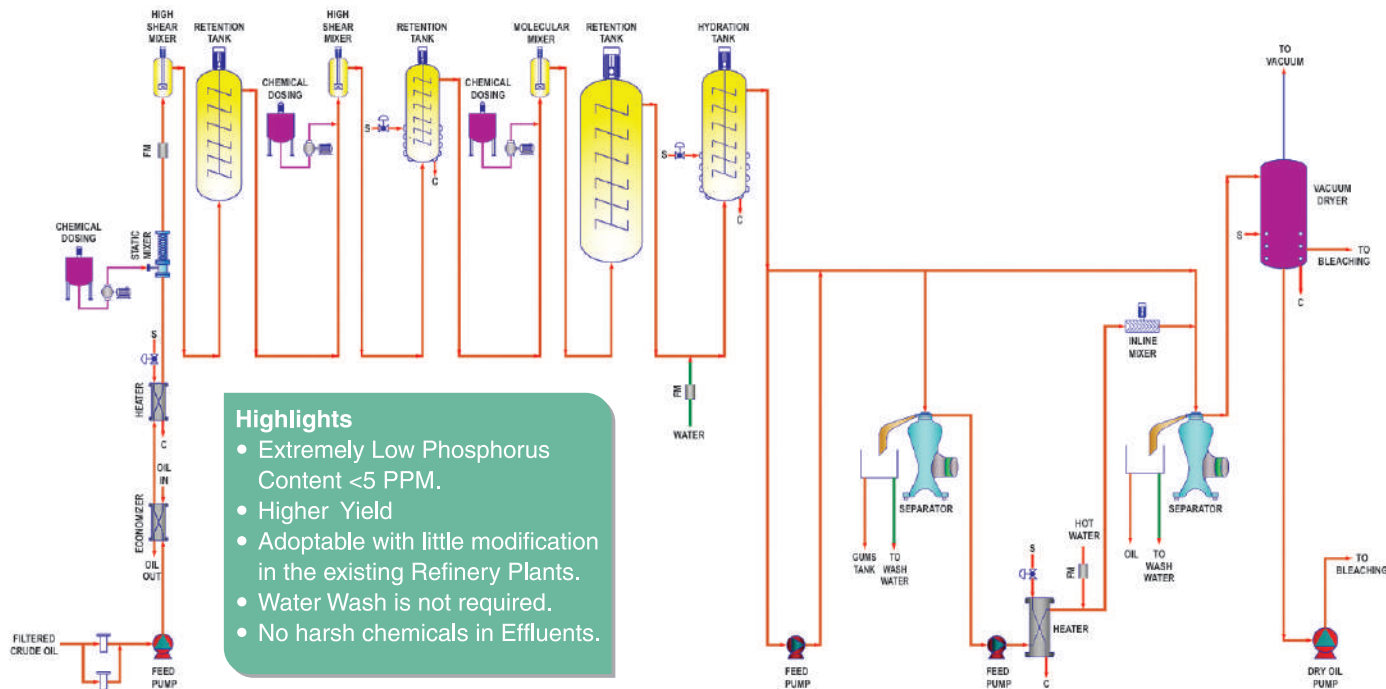 HIGH
SHEAR
MIXER
RETENTION
TANK
HIGH
SHEAR
MIXER
RETENTION
TANK
MOLECULAR
MIXER
RETENTION
TANK
HYDRATION
TANK
TO
VACUUM
CHEMICAL
DOSING
CHEMICAL
DOSING
FM
S
S
C
C
VACUUM
DRYER
CHEMICAL
DOSING
STATIC
MIXER
S
TO
BLEACHING
C
S
HEATER
C
INLINE
MIXER
FM
WATER
OIL
IN
ECONOMIZER
OIL
OUT
Highlights
• Extremely Low Phosphorus
Content <5 PPM.
• Higher Yield
• Adoptable with little modification
in the existing Refinery Plants.
• Water Wash is not required.
• No harsh chemicals in Effluents.
SEPARATOR
SEPARATOR
GUMS
TANK
TO
WASH
WATER
HOT
WATER
OIL
TO
WASH
WATER
S
FM
TO
BLEACHING
FILTERED
CRUDE OIL
FEED
PUMP
FEED
PUMP
FEED
PUMP
HEATER
C
DRY OIL
PUMP